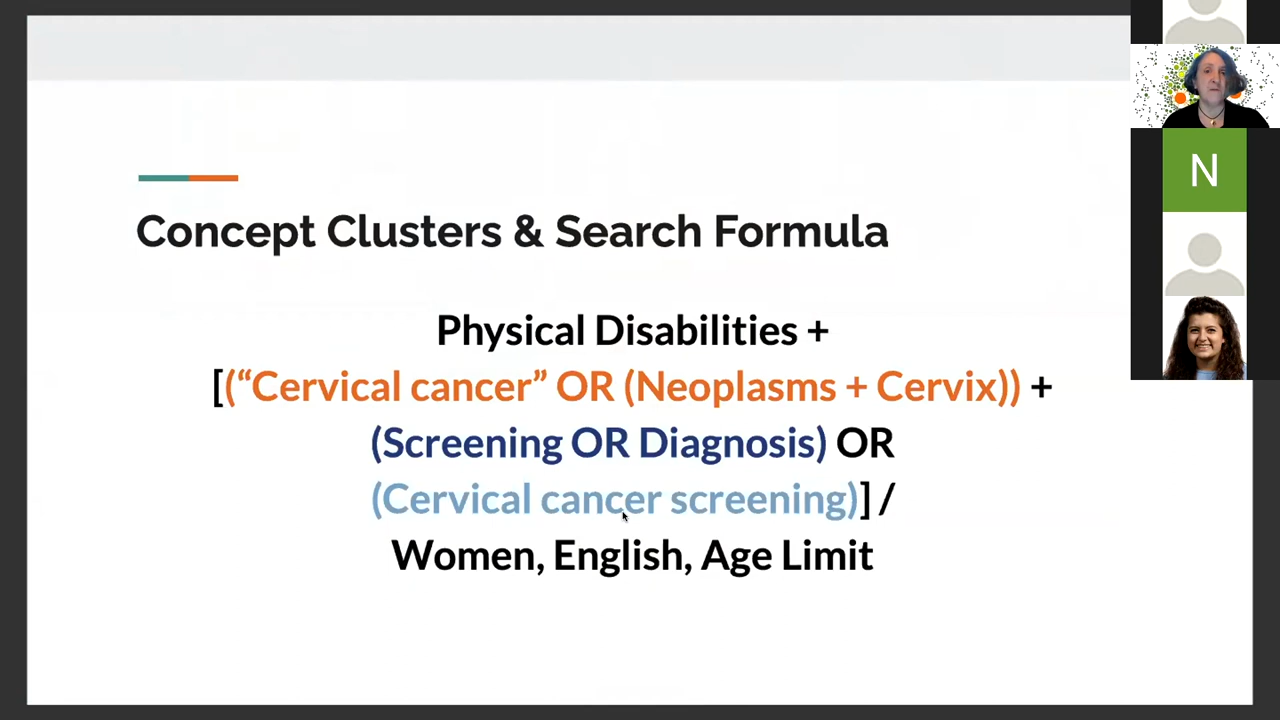 Concept Clusters & Search Formula
Physical Disabilities +
[(“Cervical cancer” OR (Neoplasms + Cervix)) +
(Screening OR Diagnosis) OR
(Cervical cancer screening)] /
Women, English, Age Limit
N